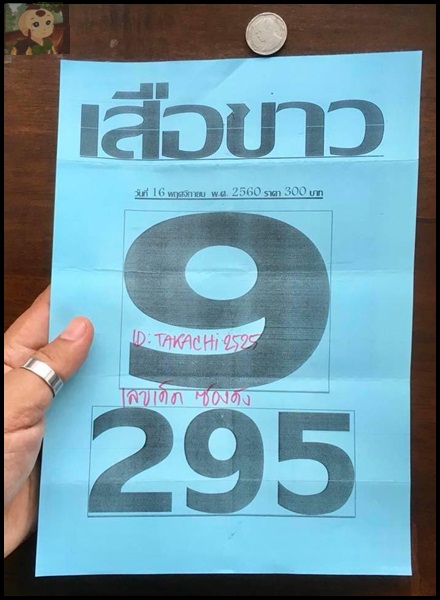 เสือขาว
วันที่ 16 พฤศจิกายน พ.ศ. 2560 ราคา 300 บาท
9
ID: TAKACHi 2525
เลขเด็ด ซองดัง
295